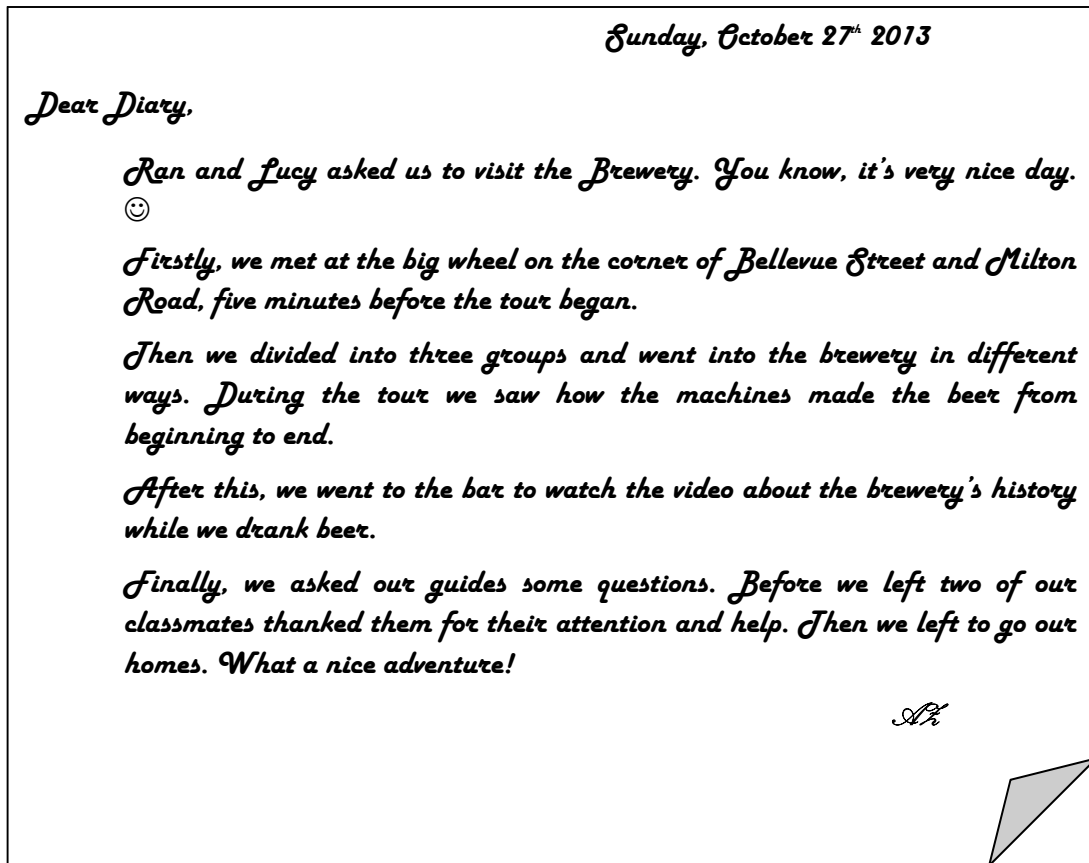 Sunday, October 27th 2013
Dear Diary,
Ran and Lucy asked us to visit the Brewery. You know, it's very nice day.
☺
Firstly, we met at the big wheel on the corner of Bellevue Street and Milton
Road, five minutes before the tour began.
Then we divided into three groups and went into the brewery in different
ways. During the tour we saw how the machines made the beer from
beginning to end.
After this, we went to the bar to watch the video about the brewery's history
while we drank beer.
Finally, we asked our guides some questions. Before we left two of our
classmates thanked them for their attention and help. Then we left to go our
homes. What a nice adventure!
AZ